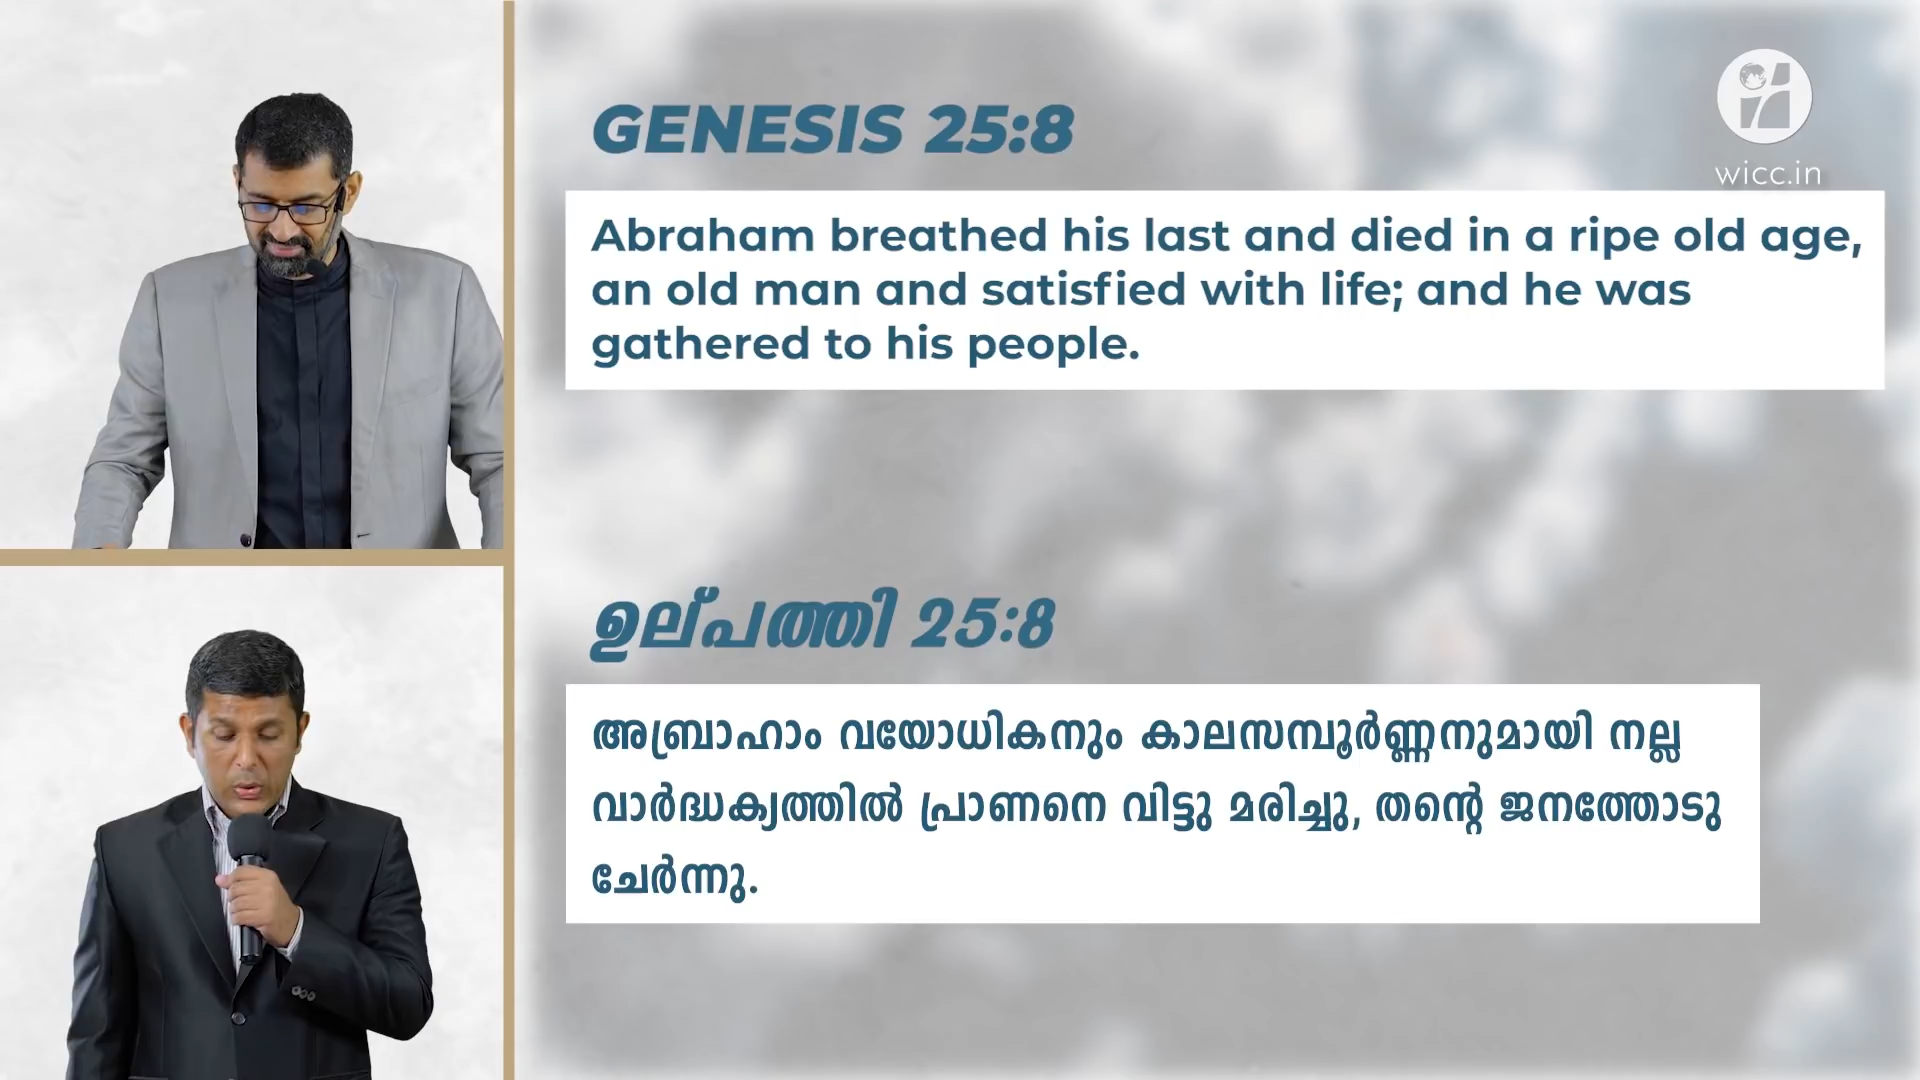 GENESIS 25:8
wicc.in
Abraham breathed his last and died in a ripe old age,
an old man and satisfied with life; and he was
gathered to his people.
ഉല്പത്തി 25:8
അബ്രാഹാം വയോധികനും കാലസമ്പൂർണ്ണനുമായി നല്ല
വാർദ്ധക്യത്തിൽ പ്രാണനെ വിട്ടു മരിച്ചു, തന്റെ ജനത്തോടു
ചേർന്നു.